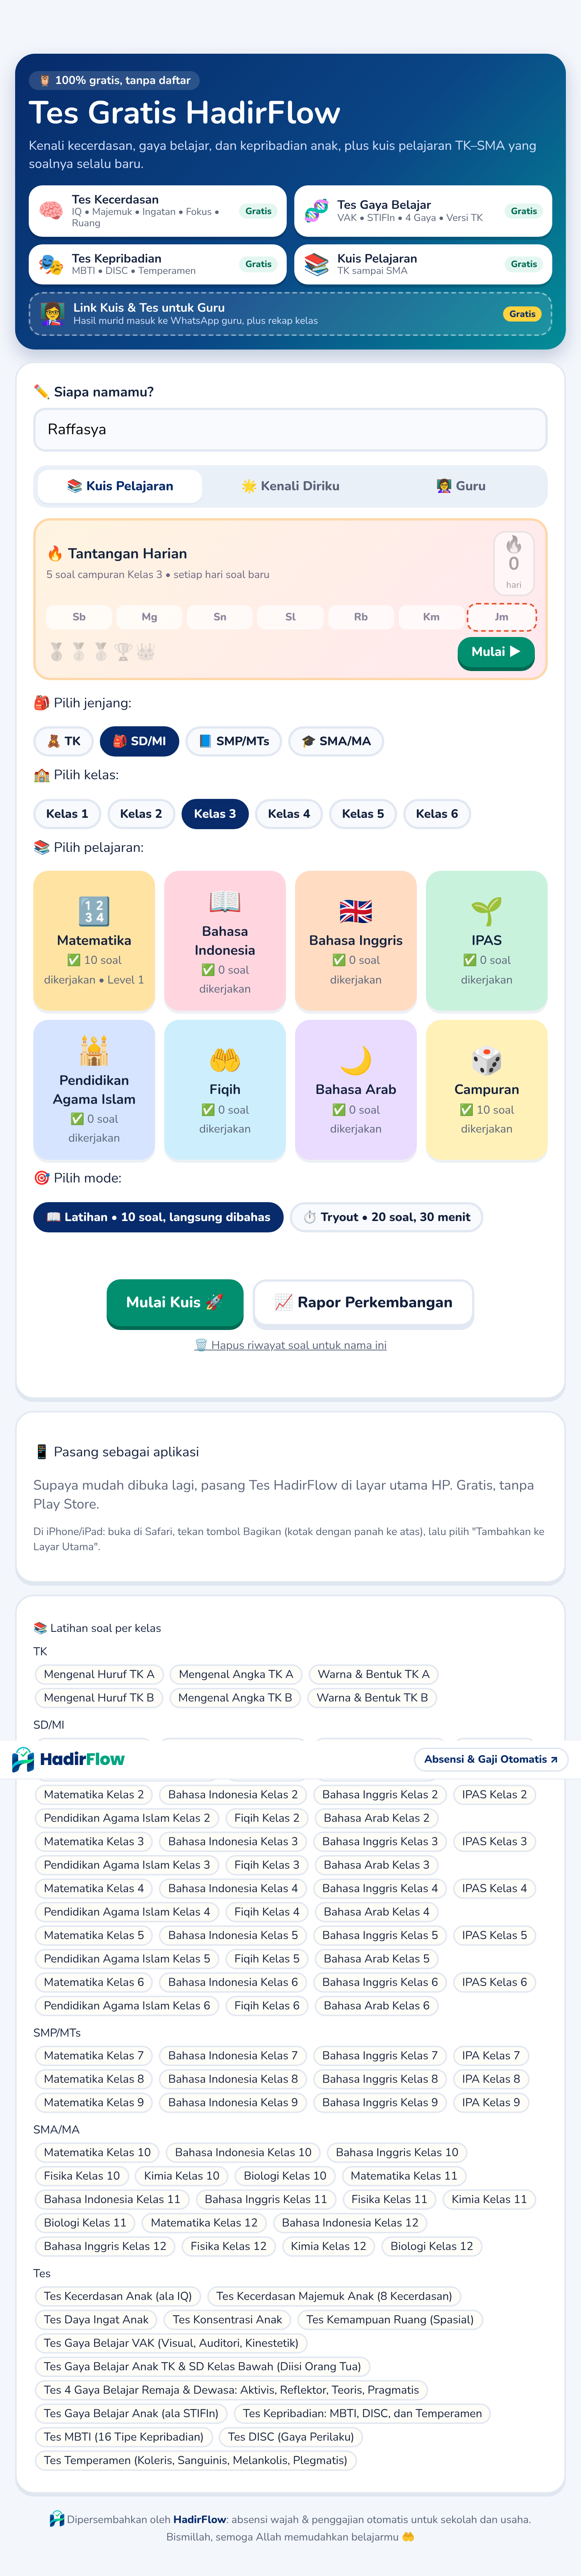 100% gratis, tanpa daftar
Tes Gratis HadirFlow
Kenali kecerdasan, gaya belajar, dan kepribadian anak, plus kuis pelajaran TK–SMA yang
soalnya selalu baru.
Tes Kecerdasan
IQ • Majemuk • Ingatan • Fokus •
Ruang
Gratis
Tes Gaya Belajar
VAK • STIFIn • 4 Gaya • Versi TK
Gratis
Tes Kepribadian
MBTI • DISC • Temperamen
Gratis
Kuis Pelajaran
TK sampai SMA
Gratis
Link Kuis & Tes untuk Guru
Hasil murid masuk ke WhatsApp guru, plus rekap kelas
Gratis
Siapa namamu?
Raffasya
Kuis Pelajaran
Kenali Diriku
Guru
Tantangan Harian
5 soal campuran Kelas 3 • setiap hari soal baru
0
hari
Sb Mg Sn Sl Rb Km Jm
Mulai ▶
Pilih jenjang:
TK SD/MI SMP/MTs SMA/MA
Pilih kelas:
Kelas 1 Kelas 2 Kelas 3 Kelas 4 Kelas 5 Kelas 6
Pilih pelajaran:
Matematika
✅ 10 soal
dikerjakan • Level 1
Bahasa
Indonesia
✅ 0 soal
dikerjakan
Bahasa Inggris
✅ 0 soal
dikerjakan
IPAS
✅ 0 soal
dikerjakan
Pendidikan
Agama Islam
✅ 0 soal
dikerjakan
Fiqih
✅ 0 soal
dikerjakan
Bahasa Arab
✅ 0 soal
dikerjakan
Campuran
✅ 10 soal
dikerjakan
Pilih mode:
Latihan • 10 soal, langsung dibahas
Tryout • 20 soal, 30 menit
Mulai Kuis
Rapor Perkembangan
Hapus riwayat soal untuk nama ini
Pasang sebagai aplikasi
Supaya mudah dibuka lagi, pasang Tes HadirFlow di layar utama HP. Gratis, tanpa
Play Store.
Di iPhone/iPad: buka di Safari, tekan tombol Bagikan (kotak dengan panah ke atas), lalu pilih "Tambahkan ke
Layar Utama".
Latihan soal per kelas
TK
Mengenal Huruf TK A Mengenal Angka TK A Warna & Bentuk TK A
Mengenal Huruf TK B Mengenal Angka TK B Warna & Bentuk TK B
SD/MI
HadirFlow
Absensi & Gaji Otomatis ↗
Matematika Kelas 2 Bahasa Indonesia Kelas 2 Bahasa Inggris Kelas 2 IPAS Kelas 2
Pendidikan Agama Islam Kelas 2 Fiqih Kelas 2 Bahasa Arab Kelas 2
Matematika Kelas 3 Bahasa Indonesia Kelas 3 Bahasa Inggris Kelas 3 IPAS Kelas 3
Pendidikan Agama Islam Kelas 3 Fiqih Kelas 3 Bahasa Arab Kelas 3
Matematika Kelas 4 Bahasa Indonesia Kelas 4 Bahasa Inggris Kelas 4 IPAS Kelas 4
Pendidikan Agama Islam Kelas 4 Fiqih Kelas 4 Bahasa Arab Kelas 4
Matematika Kelas 5 Bahasa Indonesia Kelas 5 Bahasa Inggris Kelas 5 IPAS Kelas 5
Pendidikan Agama Islam Kelas 5 Fiqih Kelas 5 Bahasa Arab Kelas 5
Matematika Kelas 6 Bahasa Indonesia Kelas 6 Bahasa Inggris Kelas 6 IPAS Kelas 6
Pendidikan Agama Islam Kelas 6 Fiqih Kelas 6 Bahasa Arab Kelas 6
SMP/MTs
Matematika Kelas 7 Bahasa Indonesia Kelas 7 Bahasa Inggris Kelas 7 IPA Kelas 7
Matematika Kelas 8 Bahasa Indonesia Kelas 8 Bahasa Inggris Kelas 8 IPA Kelas 8
Matematika Kelas 9 Bahasa Indonesia Kelas 9 Bahasa Inggris Kelas 9 IPA Kelas 9
SMA/MA
Matematika Kelas 10 Bahasa Indonesia Kelas 10 Bahasa Inggris Kelas 10
Fisika Kelas 10 Kimia Kelas 10 Biologi Kelas 10 Matematika Kelas 11
Bahasa Indonesia Kelas 11 Bahasa Inggris Kelas 11 Fisika Kelas 11 Kimia Kelas 11
Biologi Kelas 11 Matematika Kelas 12 Bahasa Indonesia Kelas 12
Bahasa Inggris Kelas 12 Fisika Kelas 12 Kimia Kelas 12 Biologi Kelas 12
Tes
Tes Kecerdasan Anak (ala IQ) Tes Kecerdasan Majemuk Anak (8 Kecerdasan)
Tes Daya Ingat Anak Tes Konsentrasi Anak Tes Kemampuan Ruang (Spasial)
Tes Gaya Belajar VAK (Visual, Auditori, Kinestetik)
Tes Gaya Belajar Anak TK & SD Kelas Bawah (Diisi Orang Tua)
Tes 4 Gaya Belajar Remaja & Dewasa: Aktivis, Reflektor, Teoris, Pragmatis
Tes Gaya Belajar Anak (ala STIFIn) Tes Kepribadian: MBTI, DISC, dan Temperamen
Tes MBTI (16 Tipe Kepribadian) Tes DISC (Gaya Perilaku)
Tes Temperamen (Koleris, Sanguinis, Melankolis, Plegmatis)
Dipersembahkan oleh HadirFlow: absensi wajah & penggajian otomatis untuk sekolah dan usaha.
Bismillah, semoga Allah memudahkan belajarmu